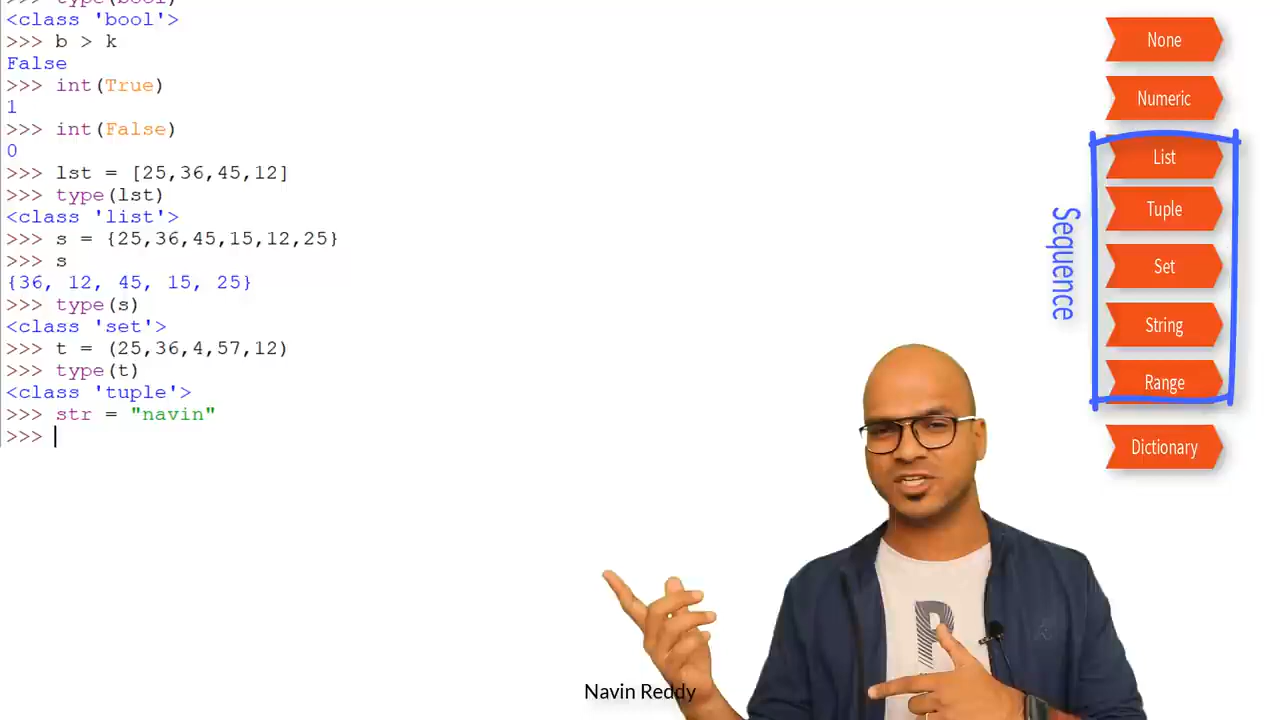 >>> type(bool)
<class 'bool'>
>>> b > k
False
>>> int(True)
1
>>> int(False)
0
>>> lst = [25,36,45,12]
>>> type(lst)
<class 'list'>
>>> s = {25,36,45,15,12,25}
>>> s
{36, 12, 45, 15, 25}
>>> type(s)
<class 'set'>
>>> t = (25,36,4,57,12)
>>> type(t)
<class 'tuple'>
>>> str = "navin"
>>>
None
Numeric
Sequence
List
Tuple
Set
String
Range
Dictionary
P
Navin Reddy